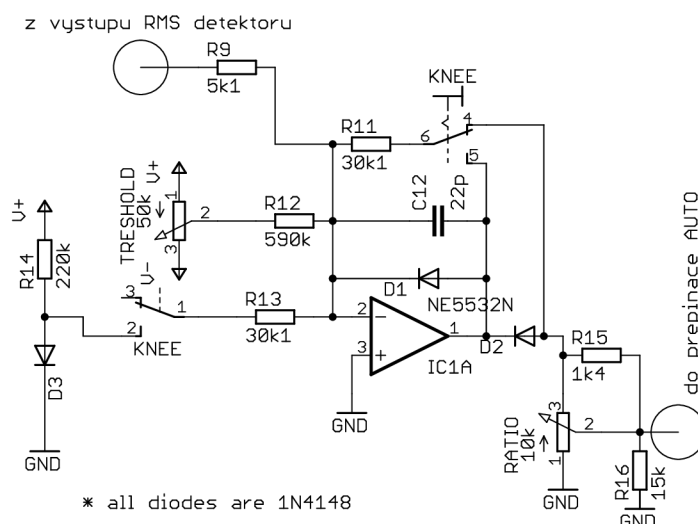 z vystupu RMS detektoru
R9
5k1
KNEE
4
6
5
R11
30k1
C12
22p
TRESHOLD
50k
V+
1
2
3
V-
R12
590k
V+
R14
220k
3
1
2
KNEE
R13
30k1
D1
NE5532N
2
-
3
+
1
IC1A
D2
R15
1k4
do prepinace AUTO
D3
GND
GND
RATIO
10k
3
2
1
R16
15k
GND
GND
* all diodes are 1N4148